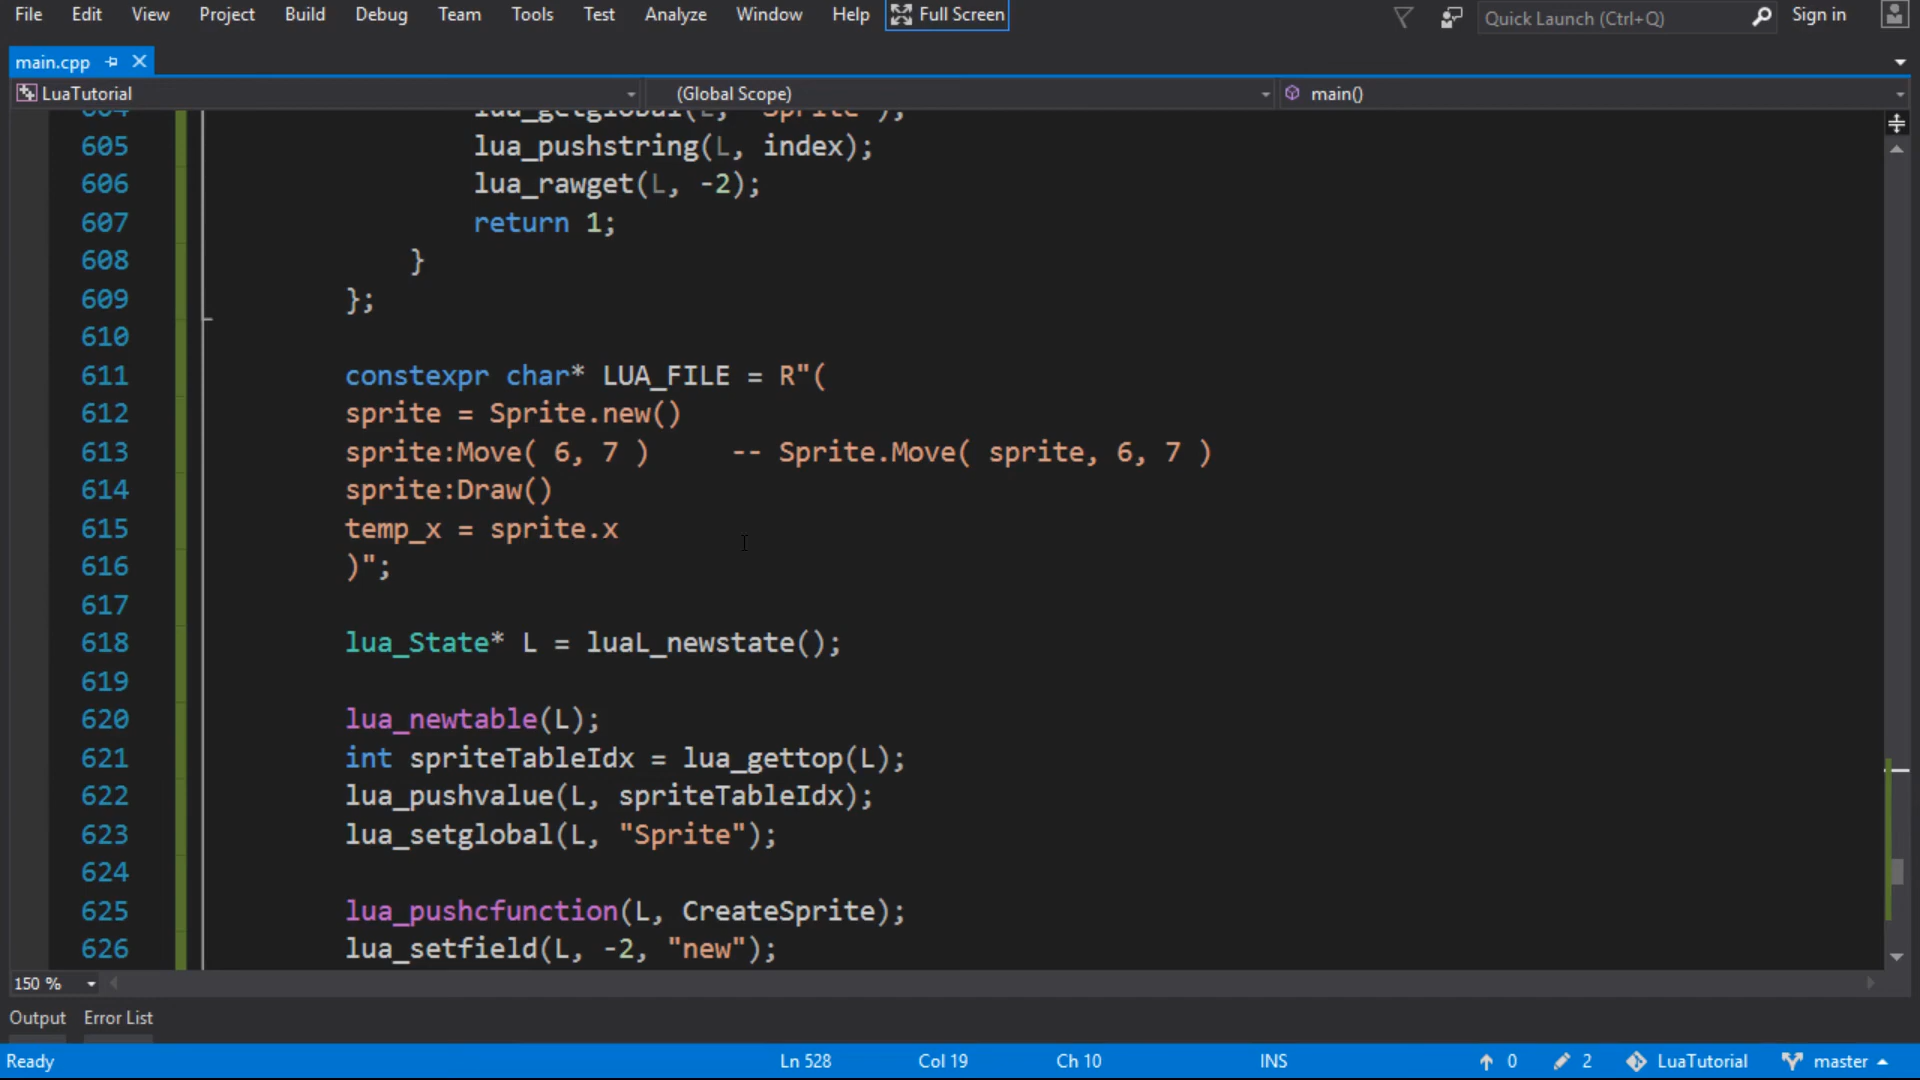 File Edit View Project Build Debug Team Tools Test Analyze Window Help Full Screen Quick Launch (Ctrl+Q) Sign in
main.cpp
LuaTutorial (Global Scope) main()
604 lua_getglobal(L, "Sprite");
605 lua_pushstring(L, index);
606 lua_rawget(L, -2);
607 return 1;
608 }
609 };
610
611 constexpr char* LUA_FILE = R"(
612 sprite = Sprite.new()
613 sprite:Move( 6, 7 ) -- Sprite.Move( sprite, 6, 7 )
614 sprite:Draw()
615 temp_x = sprite.x
616 )";
617
618 lua_State* L = luaL_newstate();
619
620 lua_newtable(L);
621 int spriteTableIdx = lua_gettop(L);
622 lua_pushvalue(L, spriteTableIdx);
623 lua_setglobal(L, "Sprite");
624
625 lua_pushcfunction(L, CreateSprite);
626 lua_setfield(L, -2, "new");
150 %
Output Error List
Ready Ln 528 Col 19 Ch 10 INS 0 2 LuaTutorial master